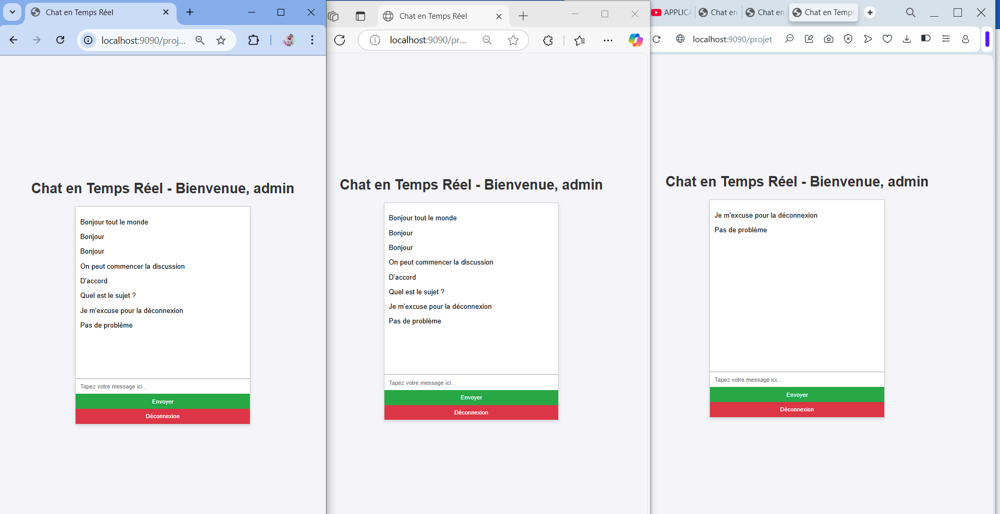 Chat en Temps Réel
localhost:9090/proj...
Chat en Temps Réel - Bienvenue, admin
Bonjour tout le monde
Bonjour
Bonjour
On peut commencer la discussion
D'accord
Quel est le sujet ?
Je m'excuse pour la déconnexion
Pas de problème
Tapez votre message ici...
Envoyer
Déconnexion
Chat en Temps Réel
localhost:9090/pr...
Chat en Temps Réel - Bienvenue, admin
Bonjour tout le monde
Bonjour
Bonjour
On peut commencer la discussion
D'accord
Quel est le sujet ?
Je m'excuse pour la déconnexion
Pas de problème
Tapez votre message ici...
Envoyer
Déconnexion
APPLICA
Chat en
Chat en
Chat en Temps
localhost:9090/projet
Chat en Temps Réel - Bienvenue, admin
Je m'excuse pour la déconnexion
Pas de problème
Tapez votre message ici...
Envoyer
Déconnexion